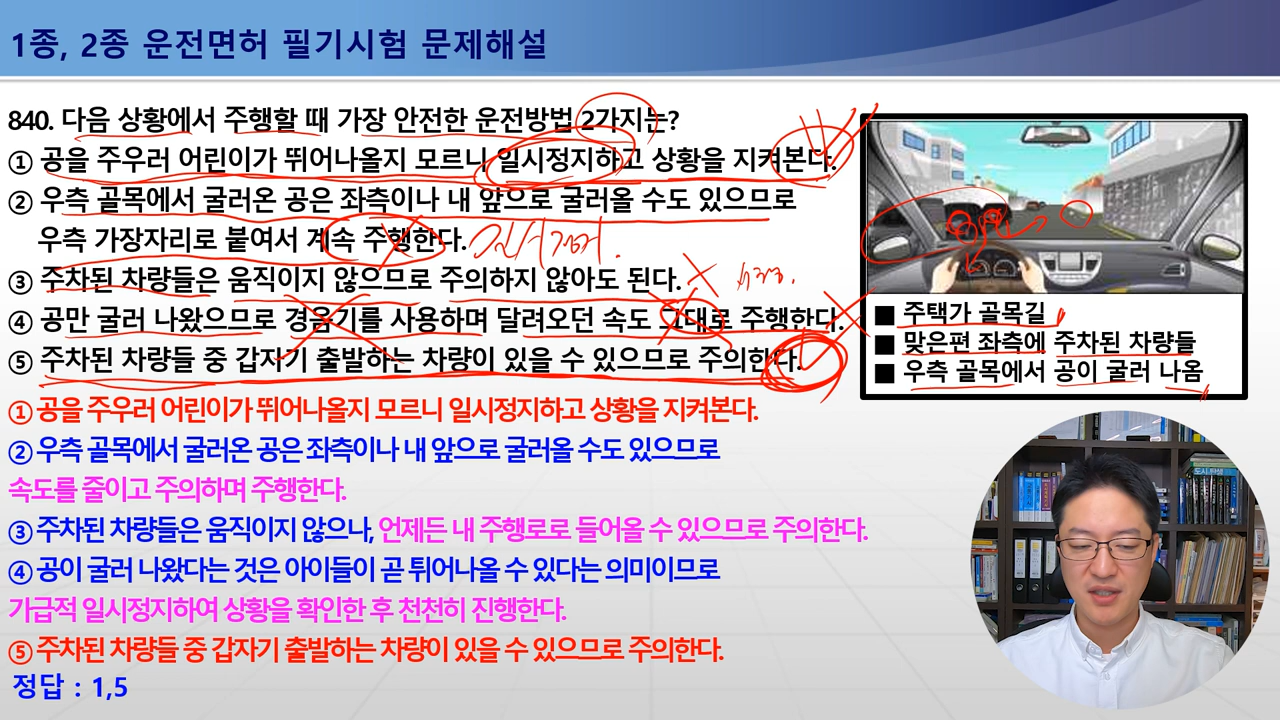 1종, 2종 운전면허 필기시험 문제해설
840. 다음 상황에서 주행할 때 가장 안전한 운전방법 2가지는?
① 공을 주우러 어린이가 뛰어나올지 모르니 일시정지하고 상황을 지켜본다.
② 우측 골목에서 굴러온 공은 좌측이나 내 앞으로 굴러올 수도 있으므로
우측 가장자리로 붙여서 계속 주행한다. 일시정지.
③ 주차된 차량들은 움직이지 않으므로 주의하지 않아도 된다.
④ 공만 굴러 나왔으므로 경음기를 사용하며 달려오던 속도 그대로 주행한다.
⑤ 주차된 차량들 중 갑자기 출발하는 차량이 있을 수 있으므로 주의한다.
■ 주택가 골목길
■ 맞은편 좌측에 주차된 차량들
■ 우측 골목에서 공이 굴러 나옴
① 공을 주우러 어린이가 뛰어나올지 모르니 일시정지하고 상황을 지켜본다.
② 우측 골목에서 굴러온 공은 좌측이나 내 앞으로 굴러올 수도 있으므로
속도를 줄이고 주의하며 주행한다.
③ 주차된 차량들은 움직이지 않으나, 언제든 내 주행로로 들어올 수 있으므로 주의한다.
④ 공이 굴러 나왔다는 것은 아이들이 곧 튀어나올 수 있다는 의미이므로
가급적 일시정지하여 상황을 확인한 후 천천히 진행한다.
⑤ 주차된 차량들 중 갑자기 출발하는 차량이 있을 수 있으므로 주의한다.
정답 : 1,5